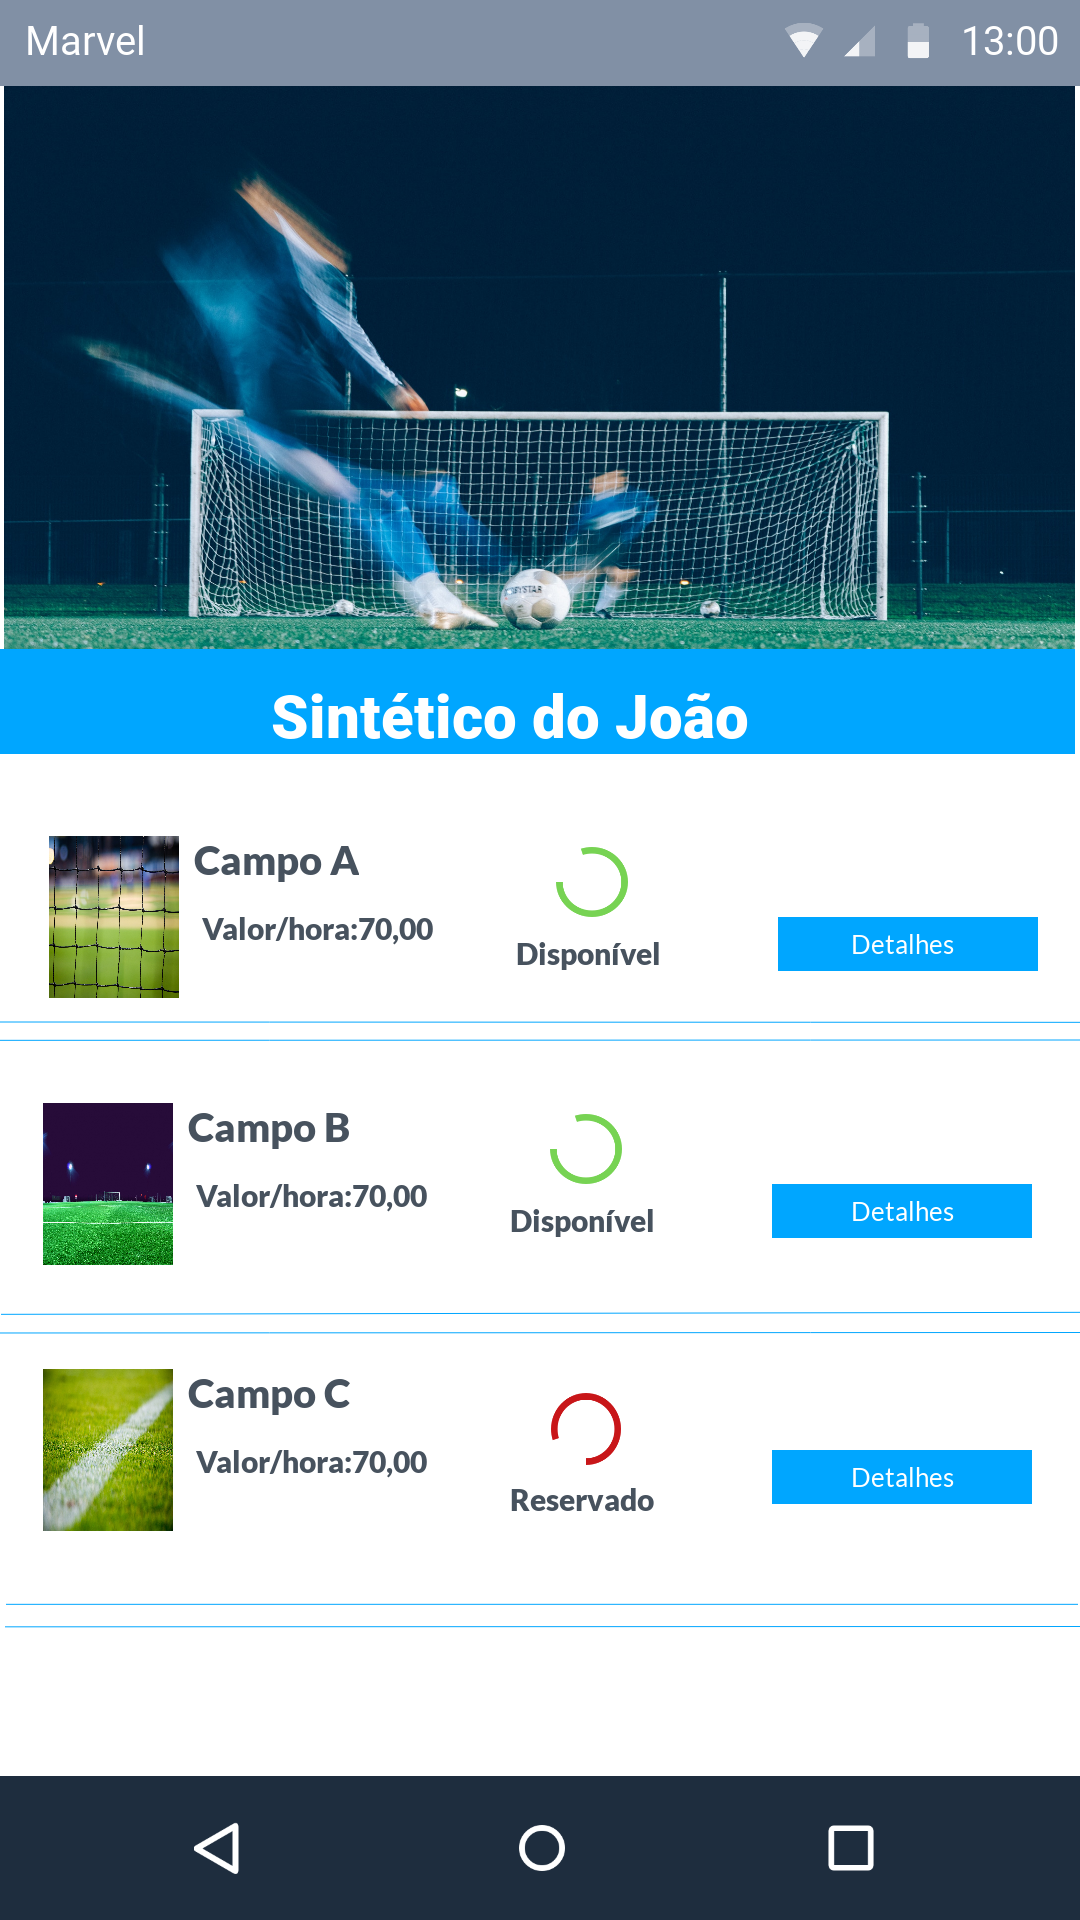 Marvel 13:00
Sintético do João
Campo A
Valor/hora:70,00
Disponível
Detalhes
Campo B
Valor/hora:70,00
Disponível
Detalhes
Campo C
Valor/hora:70,00
Reservado
Detalhes